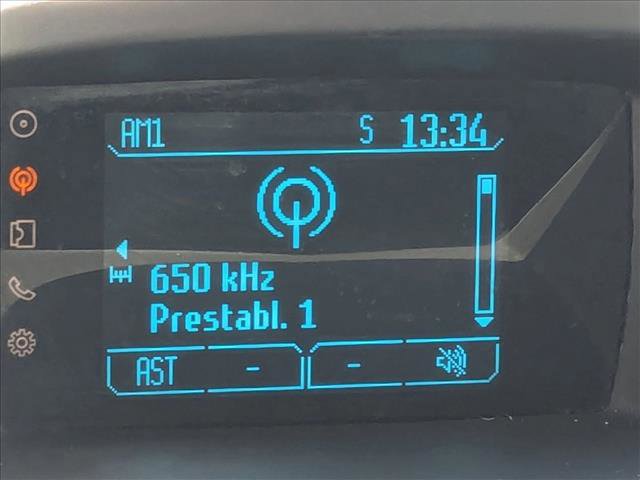 AM1 S 13:34
650 kHz
Prestabl. 1
AST - -